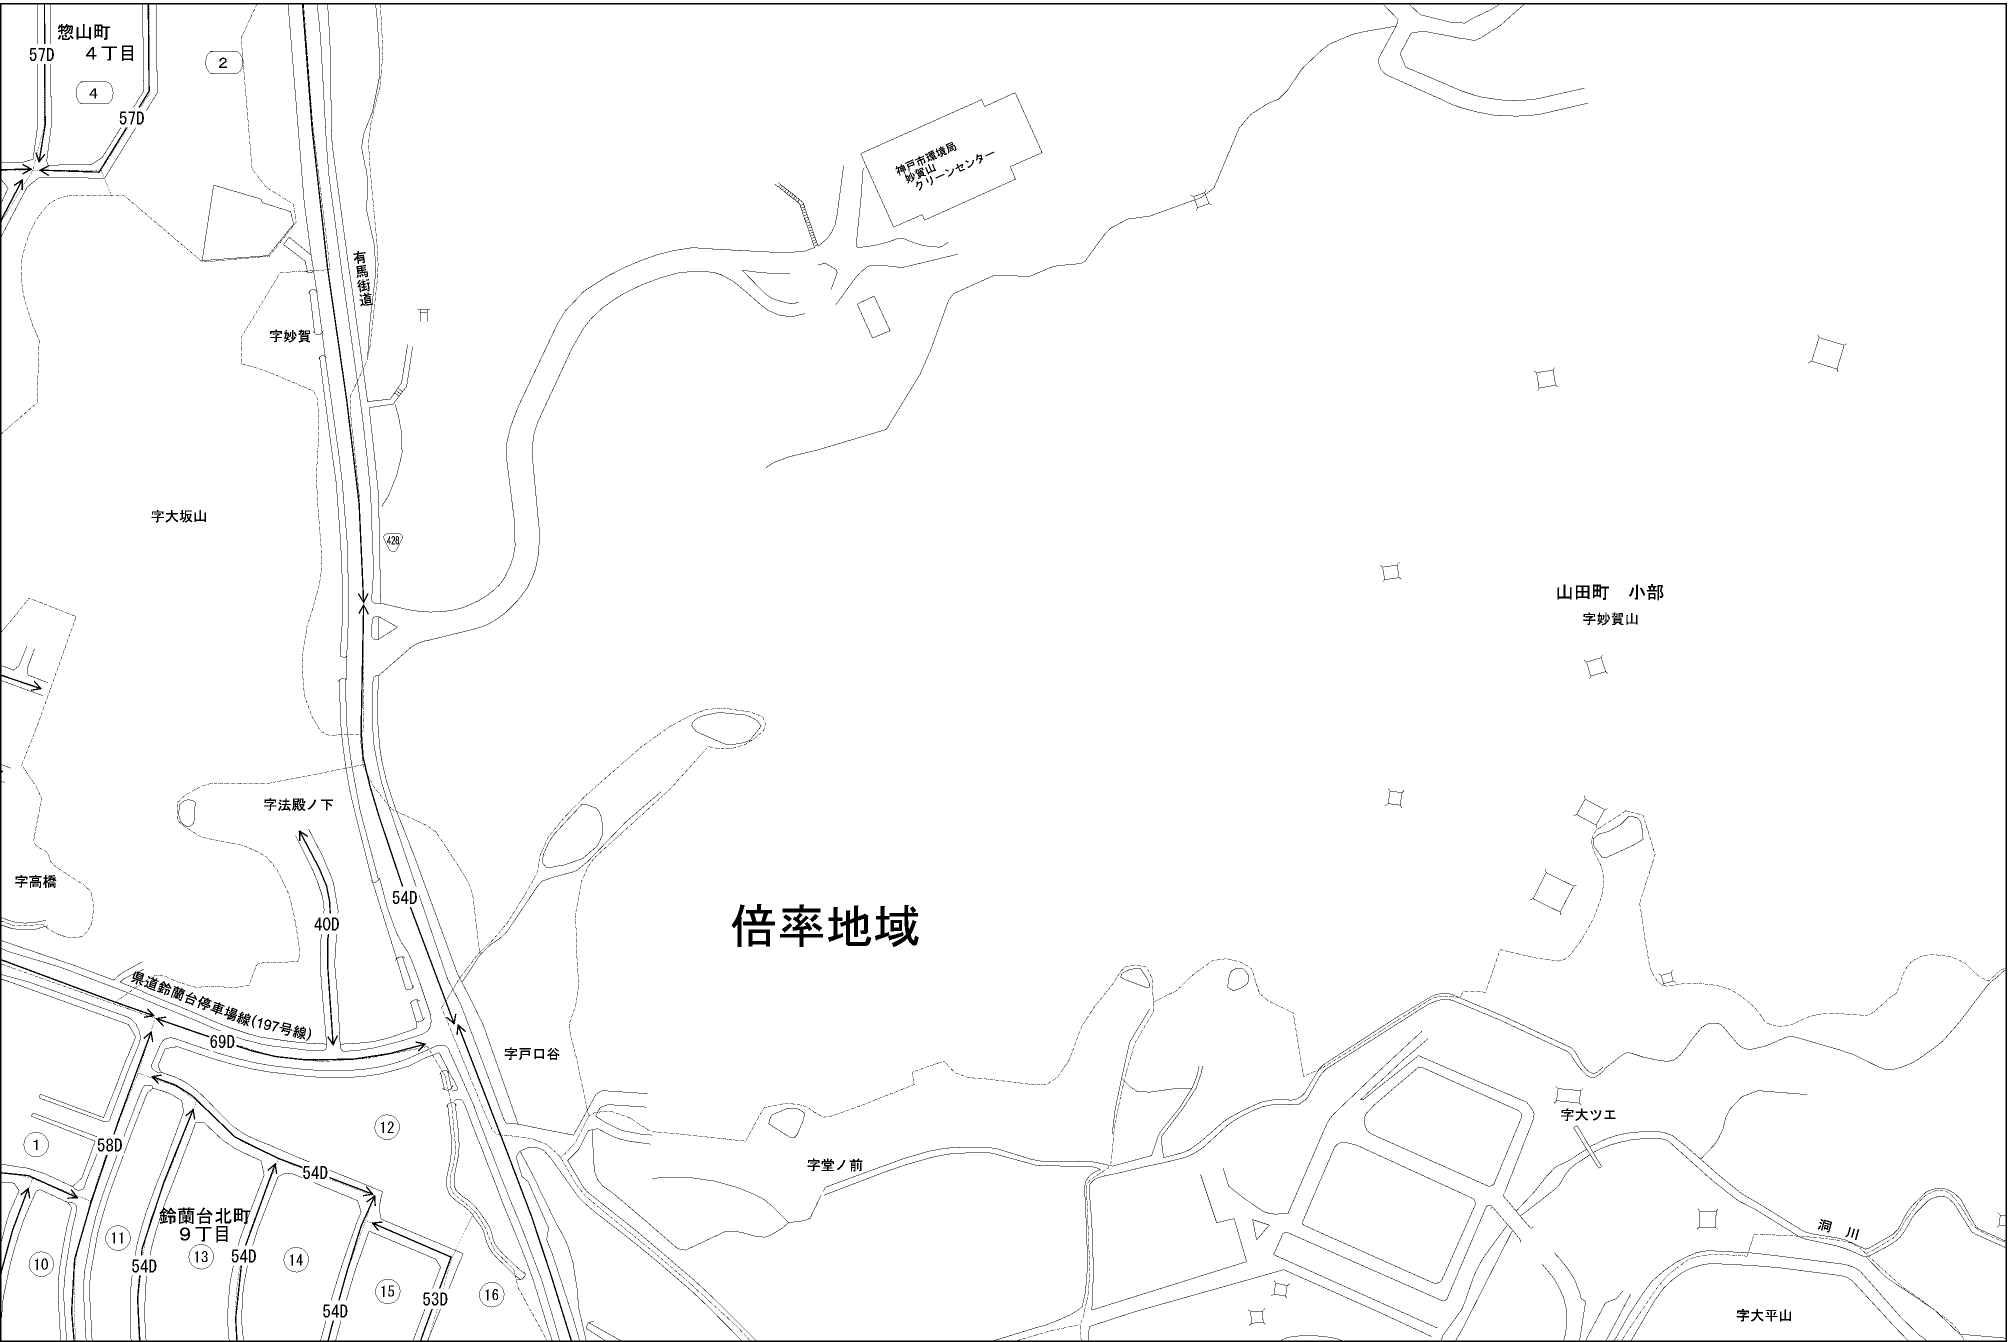 惣山町
４丁目
57D
2
4
57D
神戸市環境局
妙賀山
クリーンセンター
有馬街道
字妙賀
字大坂山
428
山田町　小部
字妙賀山
字法殿ノ下
字高橋
54D
40D
倍率地域
県道鈴蘭台停車場線(197号線)
69D
字戸口谷
字大ツエ
12
1
58D
字堂ノ前
54D
鈴蘭台北町
９丁目
洞川
11
13
54D
14
10
54D
15
53D
16
54D
字大平山